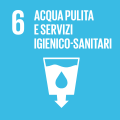 6 ACQUA PULITA
E SERVIZI
IGIENICO-SANITARI